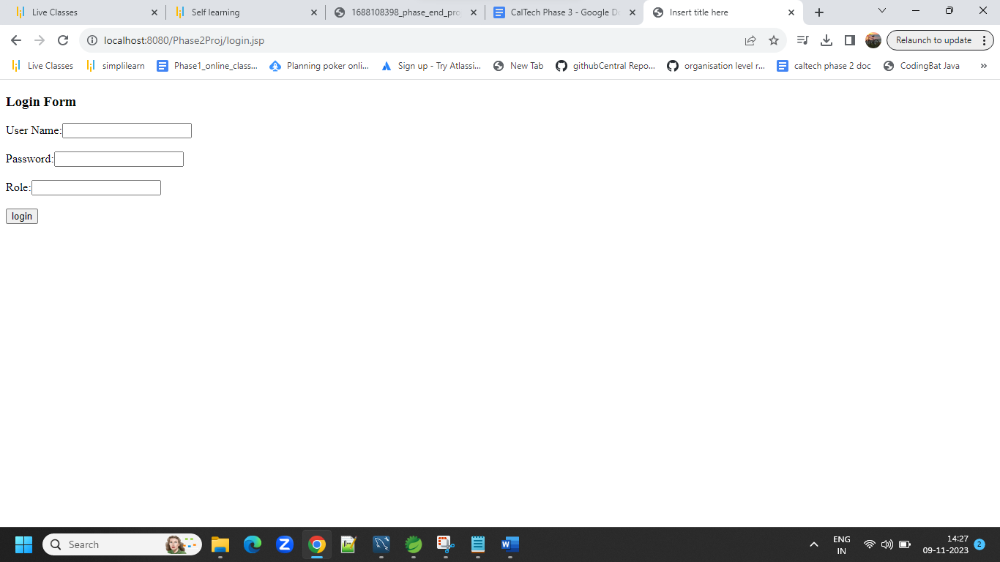 Live Classes
Self learning
1688108398_phase_end_pro
CalTech Phase 3 - Google Do
Insert title here
localhost:8080/Phase2Proj/login.jsp
Relaunch to update
Live Classes
simplilearn
Phase1_online_class...
Planning poker onli...
Sign up - Try Atlassi...
New Tab
githubCentral Repo...
organisation level r...
caltech phase 2 doc
CodingBat Java
»
Login Form
User Name:
Password:
Role:
login
Search
ENG
IN
14:27
09-11-2023
2